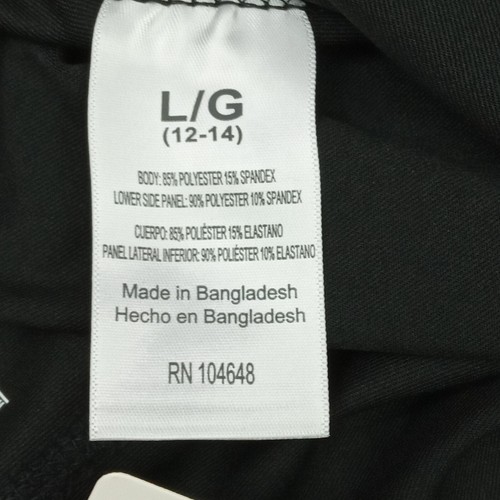 L/G
(12-14)
BODY: 85% POLYESTER 15% SPANDEX
LOWER SIDE PANEL: 90% POLYESTER 10% SPANDEX
CUERPO: 85% POLIÉSTER 15% ELASTANO
PANEL LATERAL INFERIOR: 90% POLIÉSTER 10% ELASTANO
Made in Bangladesh
Hecho en Bangladesh
RN 104648